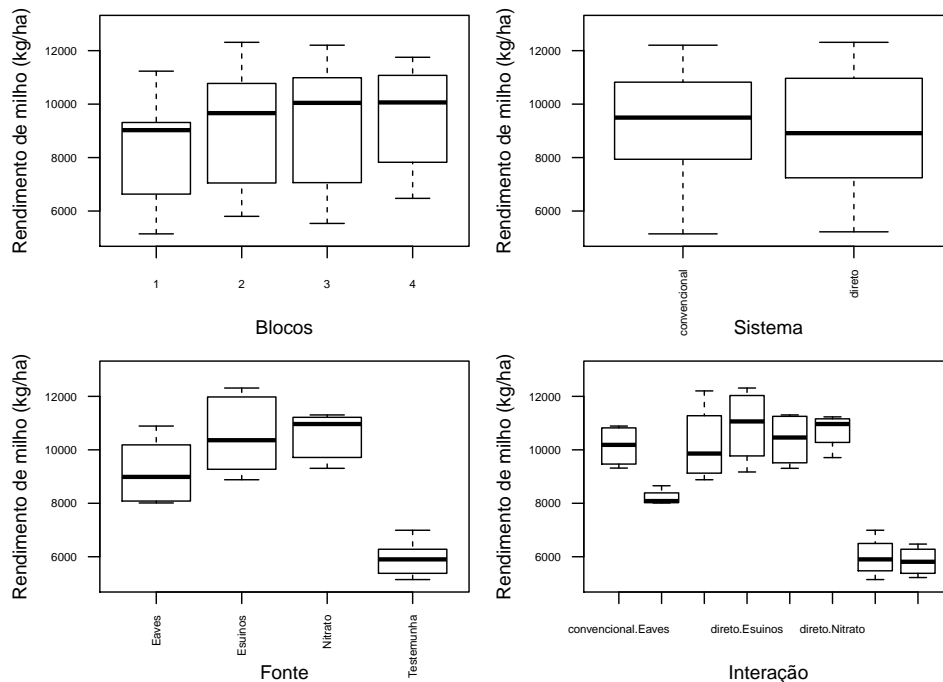 Rendimento de milho (kg/ha)
12000
10000
8000
6000
1 2 3 4
Blocos
Rendimento de milho (kg/ha)
12000
10000
8000
6000
convencional
direto
Sistema
Rendimento de milho (kg/ha)
12000
10000
8000
6000
Eaves
Esuinos
Nitrato
Testemunha
Fonte
Rendimento de milho (kg/ha)
12000
10000
8000
6000
convencional.Eaves direto.Esuinos direto.Nitrato
Interação